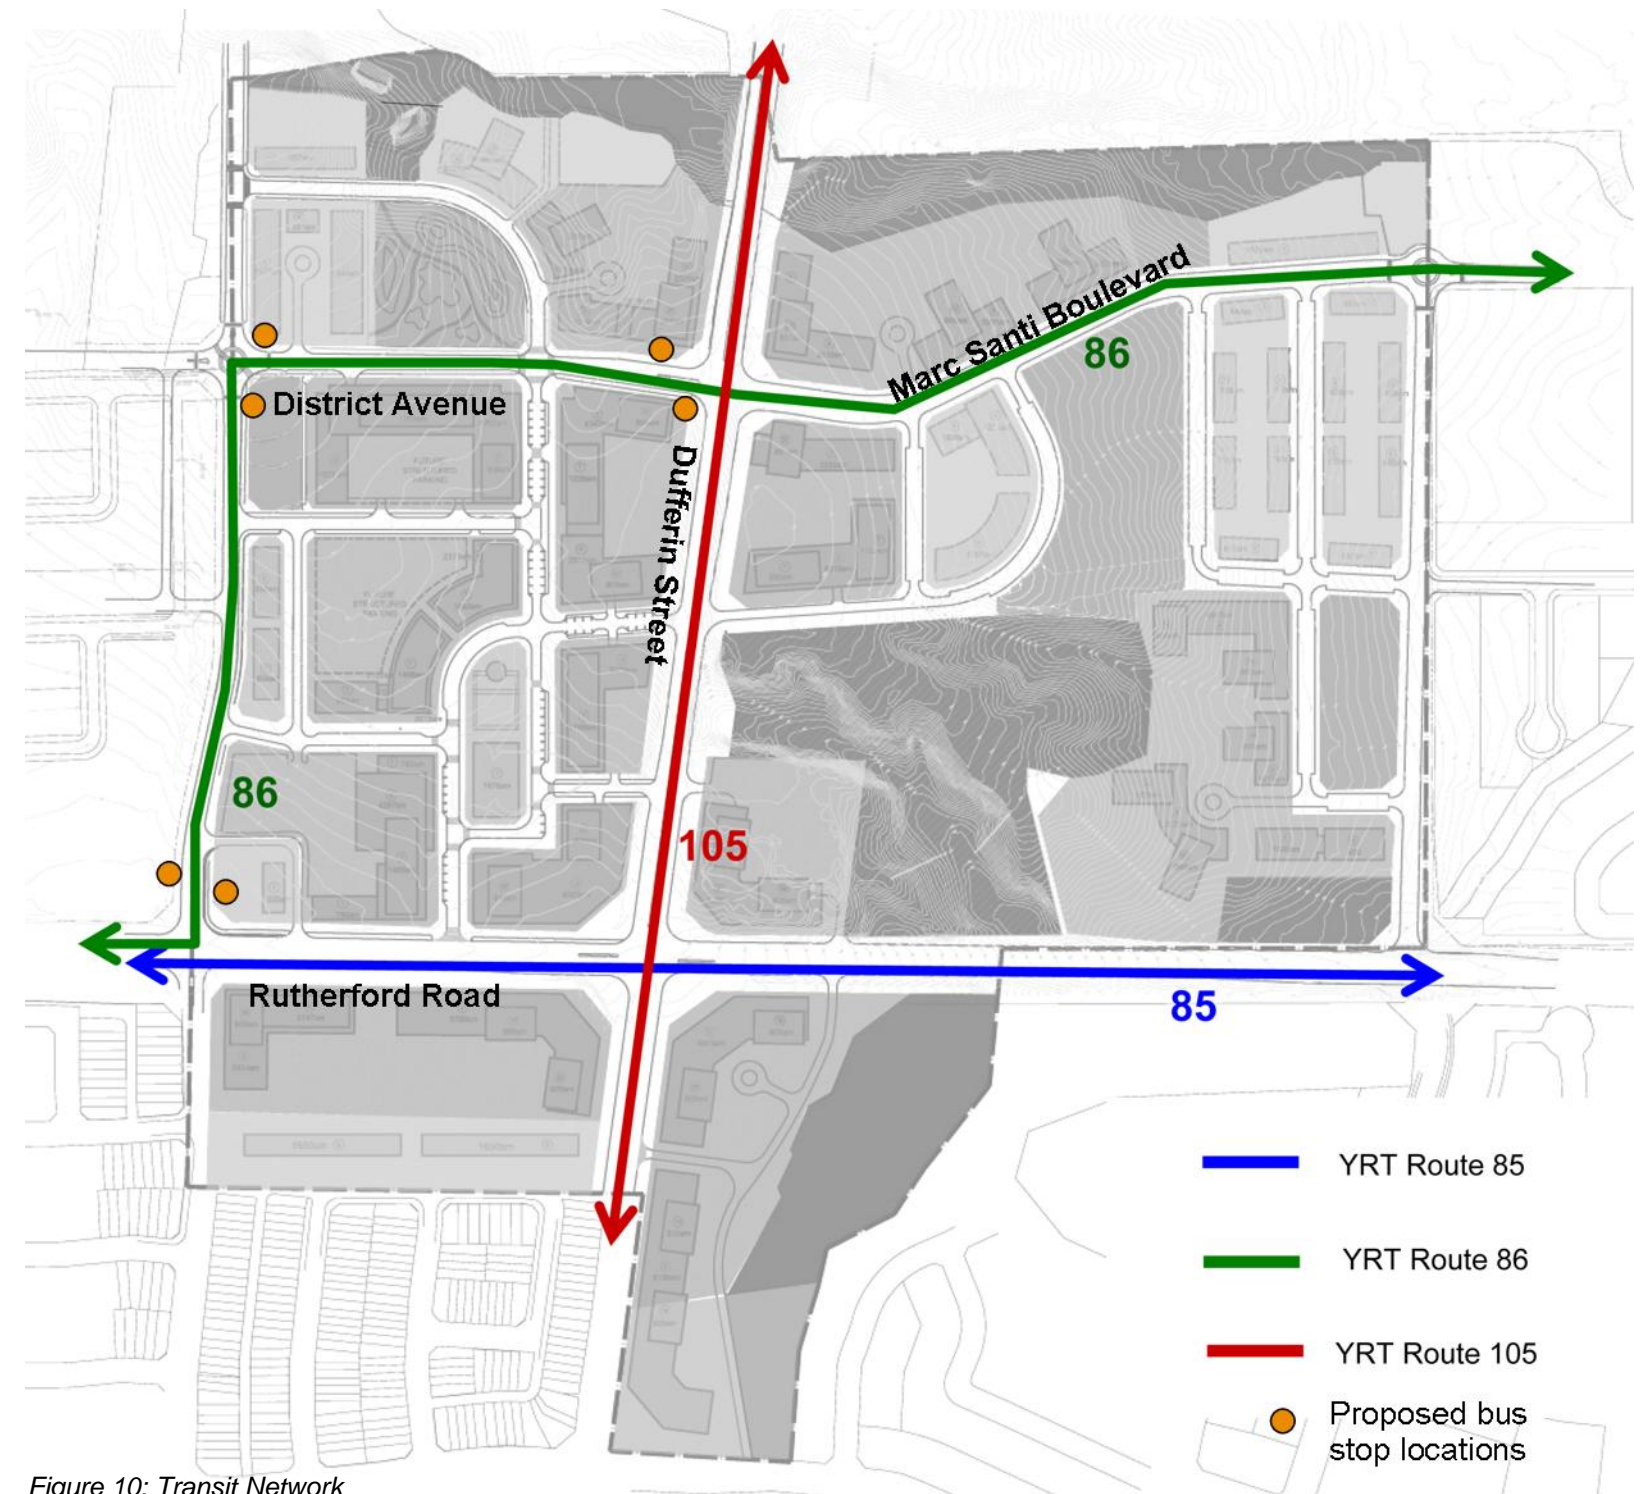 Marc Santi Boulevard
86
District Avenue
Dufferin Street
86
105
Rutherford Road
85
YRT Route 85
YRT Route 86
YRT Route 105
Proposed bus
stop locations
Figure 10: Transit Network